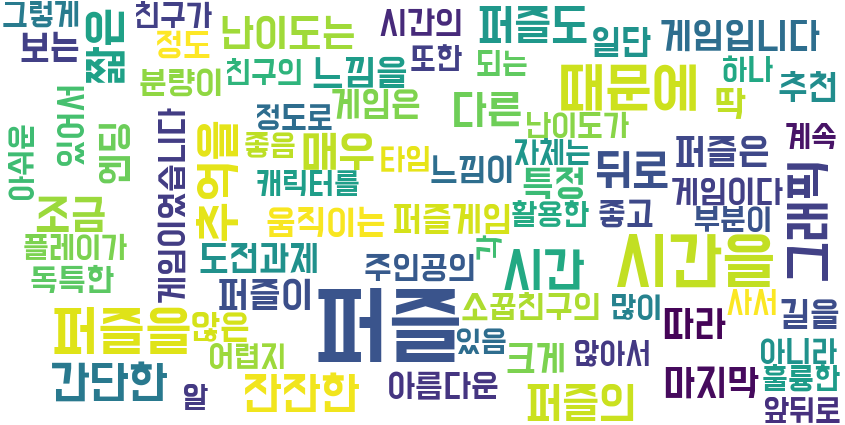 그렇게
친구가
보는
짧은
정도
난이도는
시간의
퍼즐도
일단
게임입니다
분량이
친구의
느낌을
또한
되는
때문에
하나
추천
딱
있어서
엔딩
정도로
게임은
다른
난이도가
계속
아쉬운
게임이었습니다
추억을
좋음
매우
타임
느낌이
자체는
뒤로
퍼즐은
그래픽
캐릭터를
특정
게임이다
조금
움직이는
퍼즐게임
활용한
좋고
부분이
플레이가
독특한
도전과제
주인공의
각
시간
시간을
퍼즐이
퍼즐
소꿉친구의
많이
사서
길을
퍼즐을
않은
따라
어렵지
있음
크게
않아서
아니라
간단한
알
잔잔한
아름다운
퍼즐의
마지막
훌륭한
앞뒤로